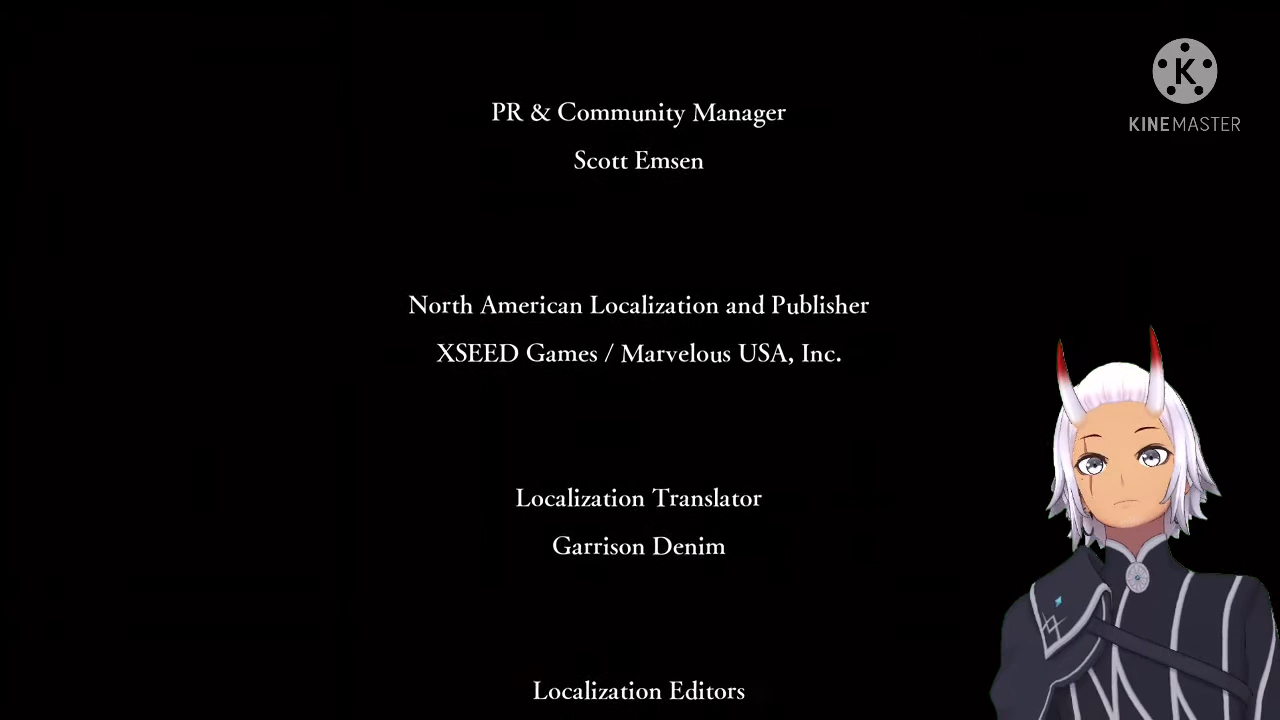 PR & Community Manager
Scott Emsen
North American Localization and Publisher
XSEED Games / Marvelous USA, Inc.
Localization Translator
Garrison Denim
Localization Editors
K
KINEMASTER